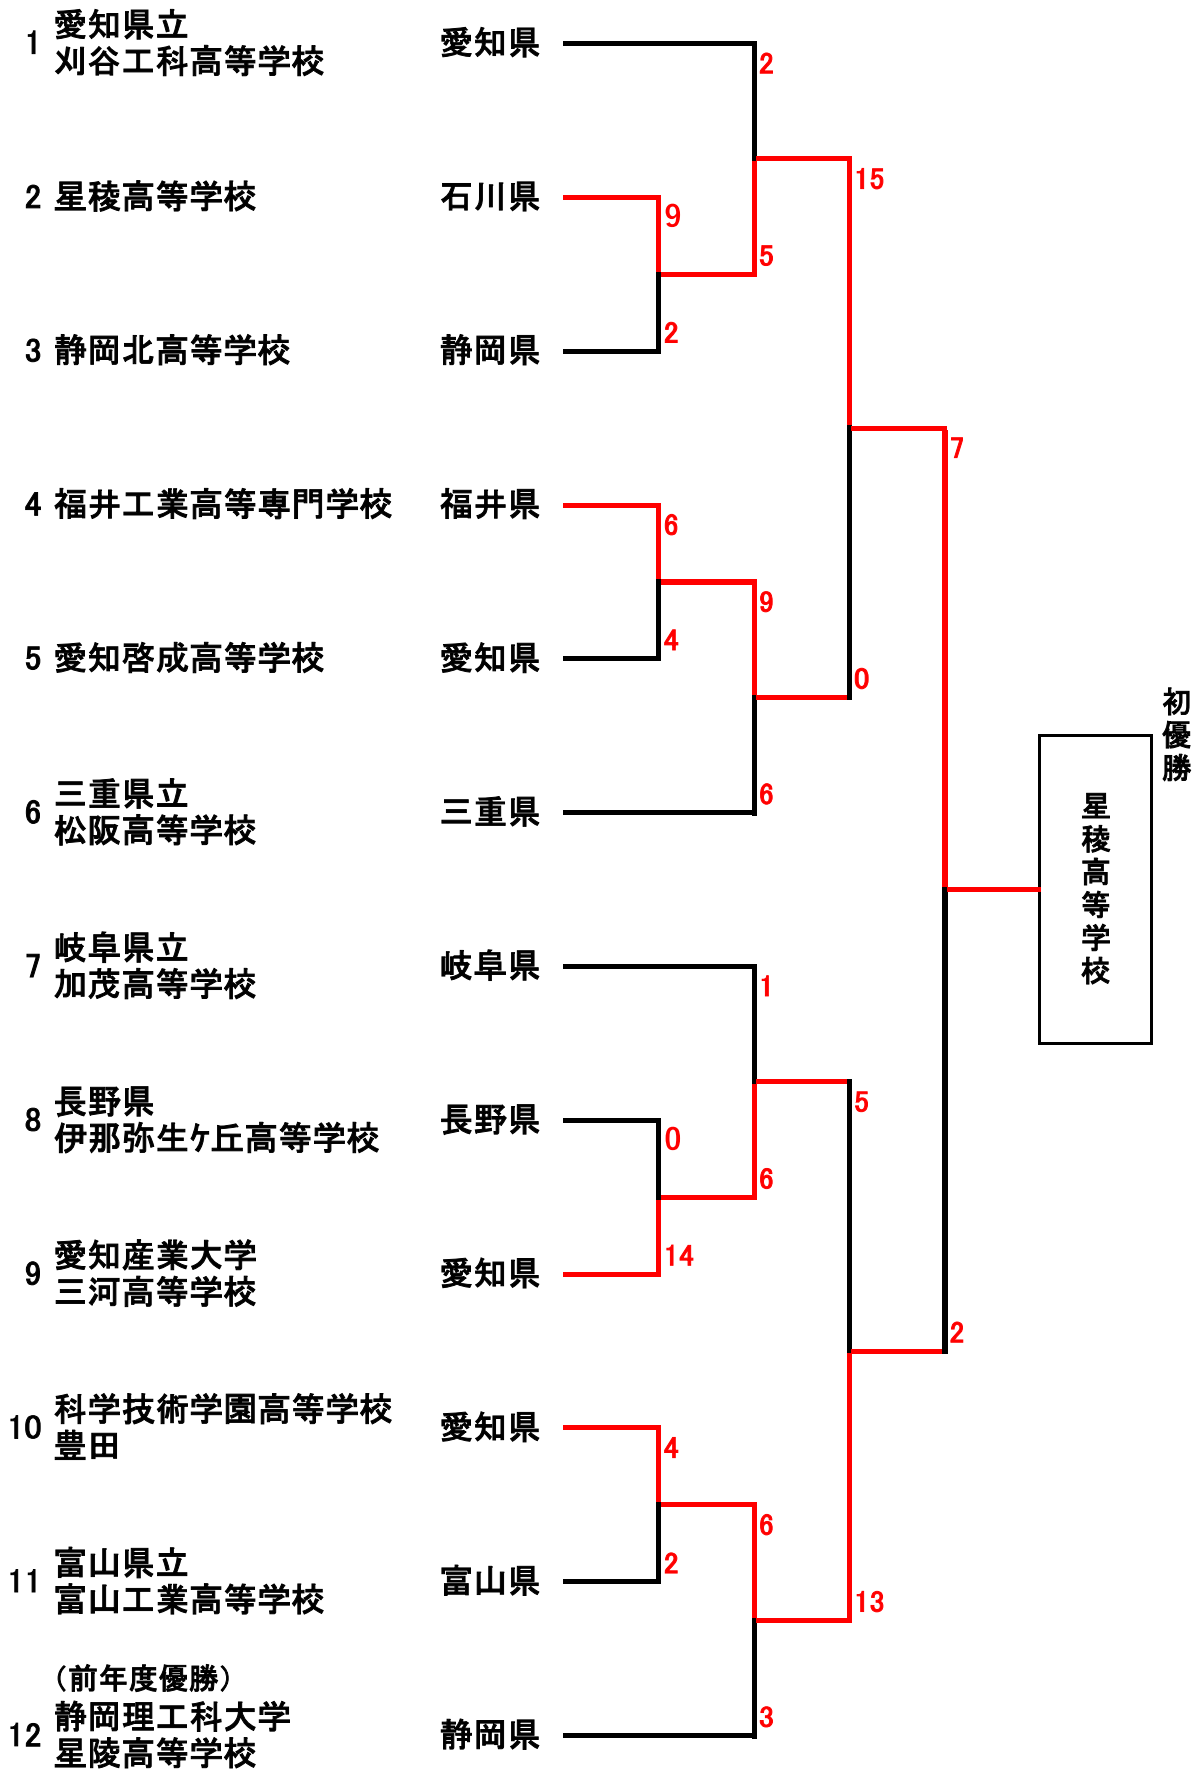 1
愛知県立
刈谷工科高等学校
愛知県
2
2 星稜高等学校 石川県
15
9
5
3 静岡北高等学校 静岡県
2
4 福井工業高等専門学校 福井県
7
6
9
5 愛知啓成高等学校 愛知県
4
0
6
三重県立
松阪高等学校
三重県
6
初優勝
星稜高等学校
7
岐阜県立
加茂高等学校
岐阜県
1
8
長野県
伊那弥生ケ丘高等学校
長野県
5
0
6
9
愛知産業大学
三河高等学校
愛知県
14
2
10
科学技術学園高等学校
豊田
愛知県
4
6
11
富山県立
富山工業高等学校
富山県
2
13
(前年度優勝)
12
静岡理工科大学
星陵高等学校
静岡県
3